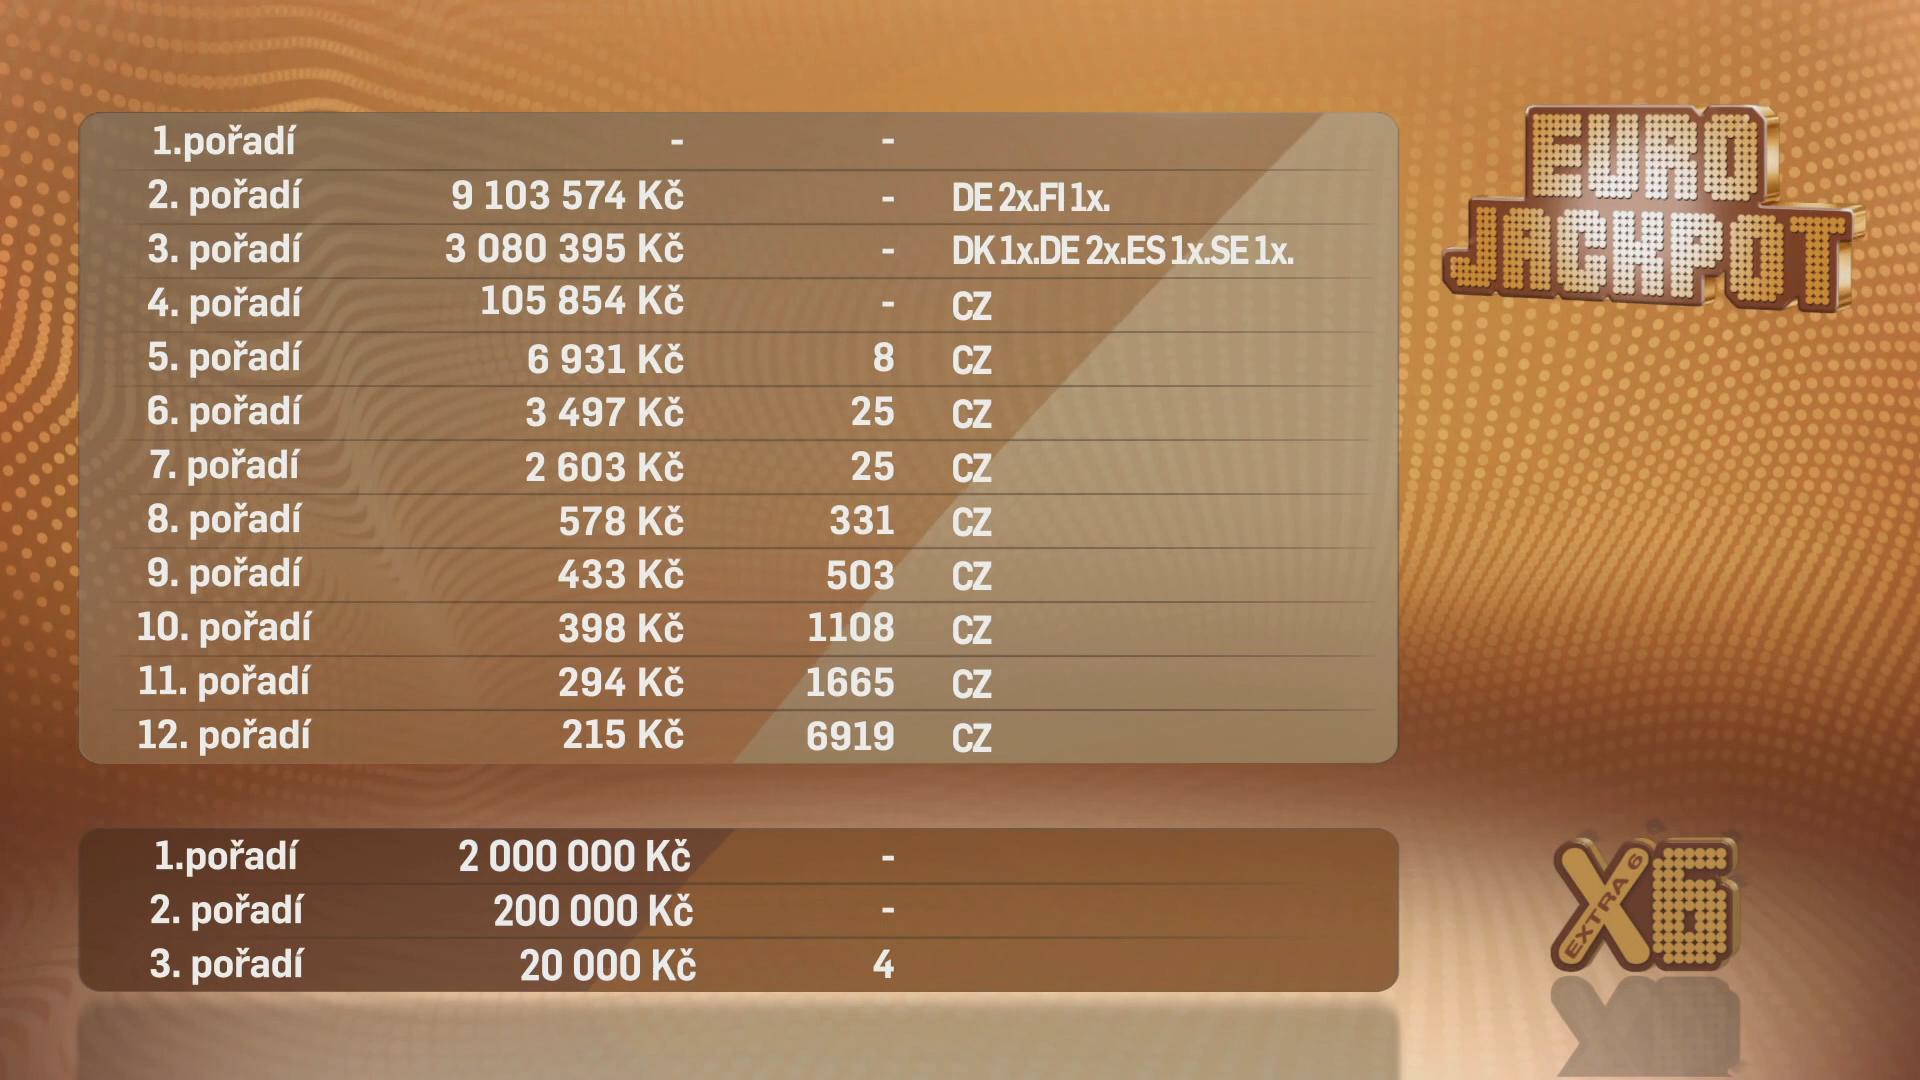 1.pořadí - -
2. pořadí 9 103 574 Kč - DE 2x.FI 1x.
3. pořadí 3 080 395 Kč - DK 1x.DE 2x.ES 1x.SE 1x.
4. pořadí 105 854 Kč - CZ
5. pořadí 6 931 Kč 8 CZ
6. pořadí 3 497 Kč 25 CZ
7. pořadí 2 603 Kč 25 CZ
8. pořadí 578 Kč 331 CZ
9. pořadí 433 Kč 503 CZ
10. pořadí 398 Kč 1108 CZ
11. pořadí 294 Kč 1665 CZ
12. pořadí 215 Kč 6919 CZ
EURO
JACKPOT
1.pořadí 2 000 000 Kč -
2. pořadí 200 000 Kč -
3. pořadí 20 000 Kč 4
X6
EXTRA 6